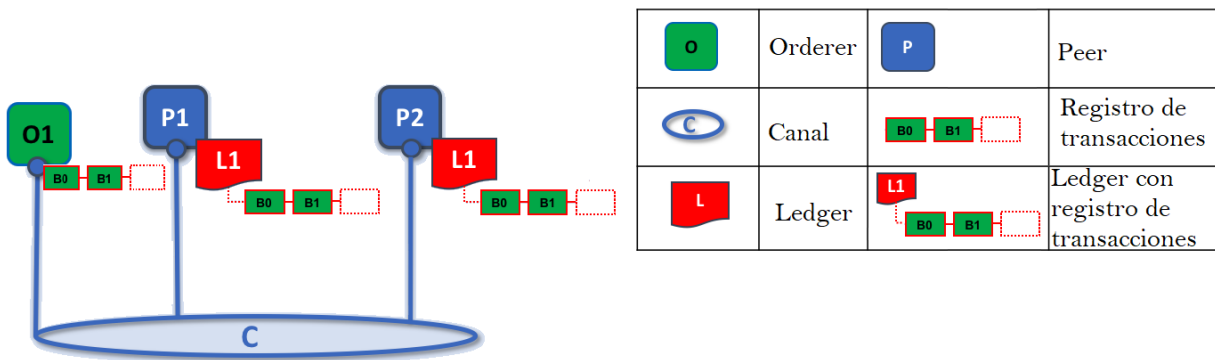 O1
B0 B1
P1
L1
B0 B1
P2
L1
B0 B1
C
O Orderer P Peer
C Canal B0 B1 Registro de
transacciones
L Ledger L1 B0 B1 Ledger con
registro de
transacciones